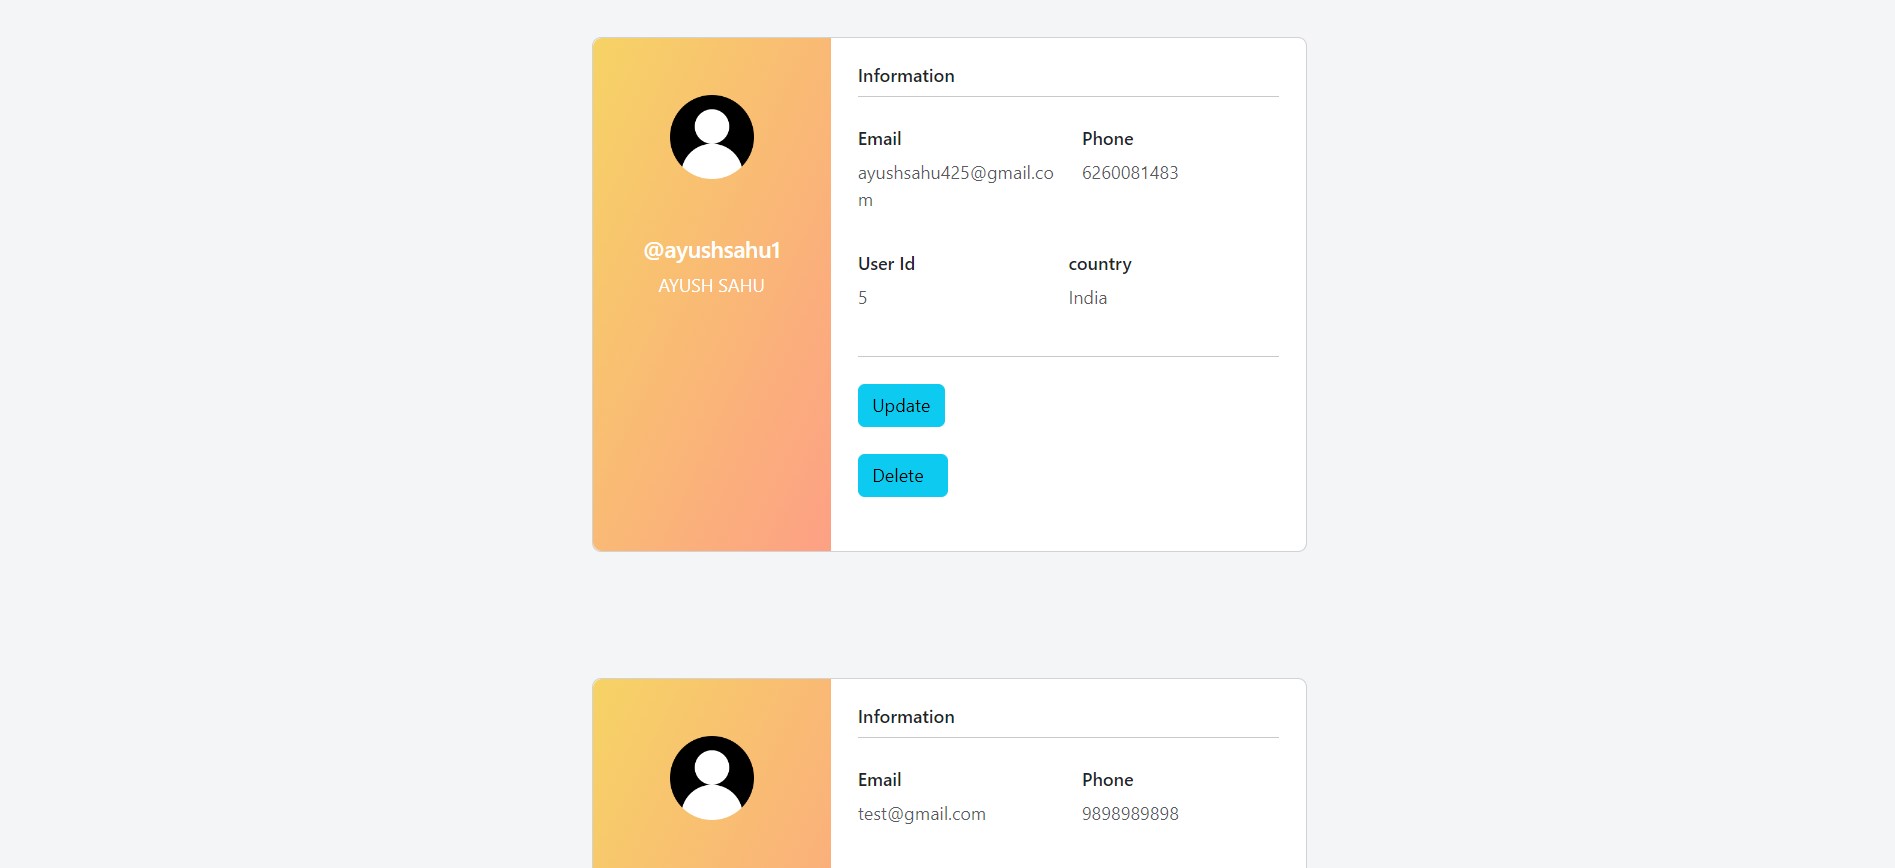 @ayushsahu1
AYUSH SAHU
Information
Email
Phone
ayushsahu425@gmail.co
m
6260081483
User Id
country
5
India
Update
Delete
Information
Email
Phone
test@gmail.com
9898989898